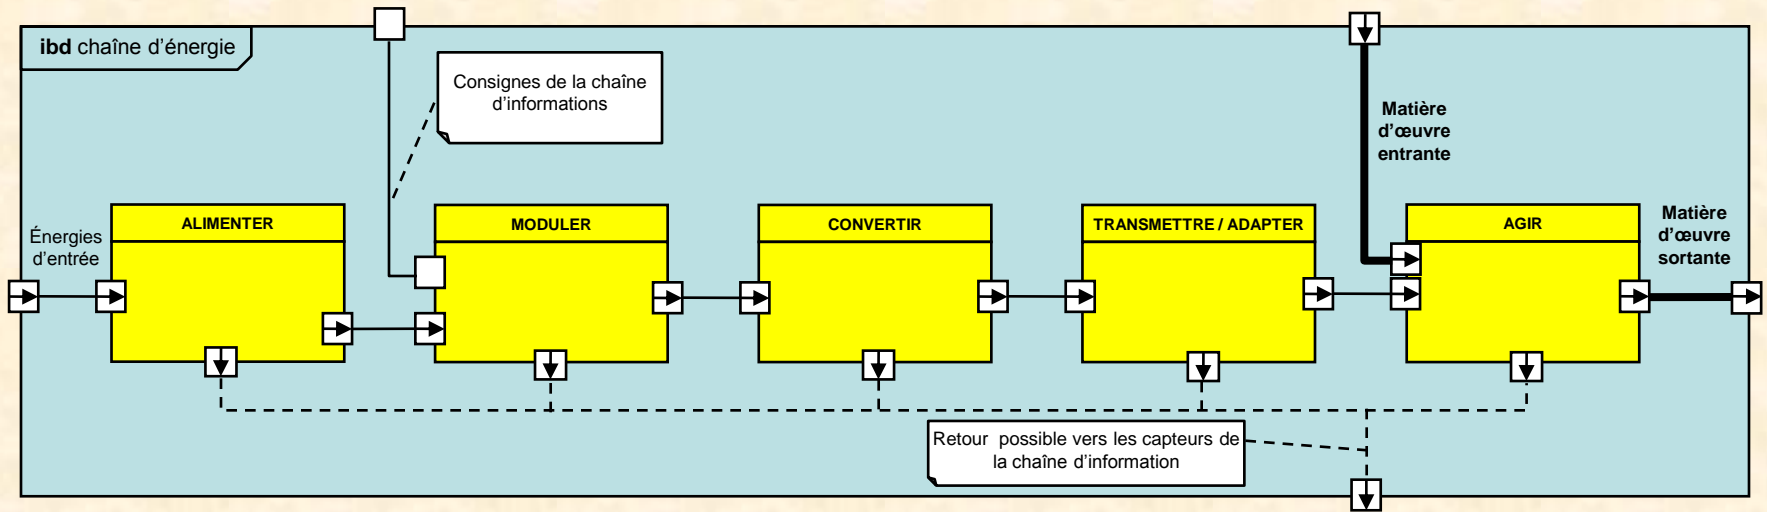 ibd chaîne d'énergie
Consignes de la chaîne
d'informations
Matière
d'œuvre
entrante
Énergies
d'entrée
ALIMENTER
MODULER
CONVERTIR
TRANSMETTRE / ADAPTER
AGIR
Matière
d'œuvre
sortante
Retour possible vers les capteurs de
la chaîne d'information